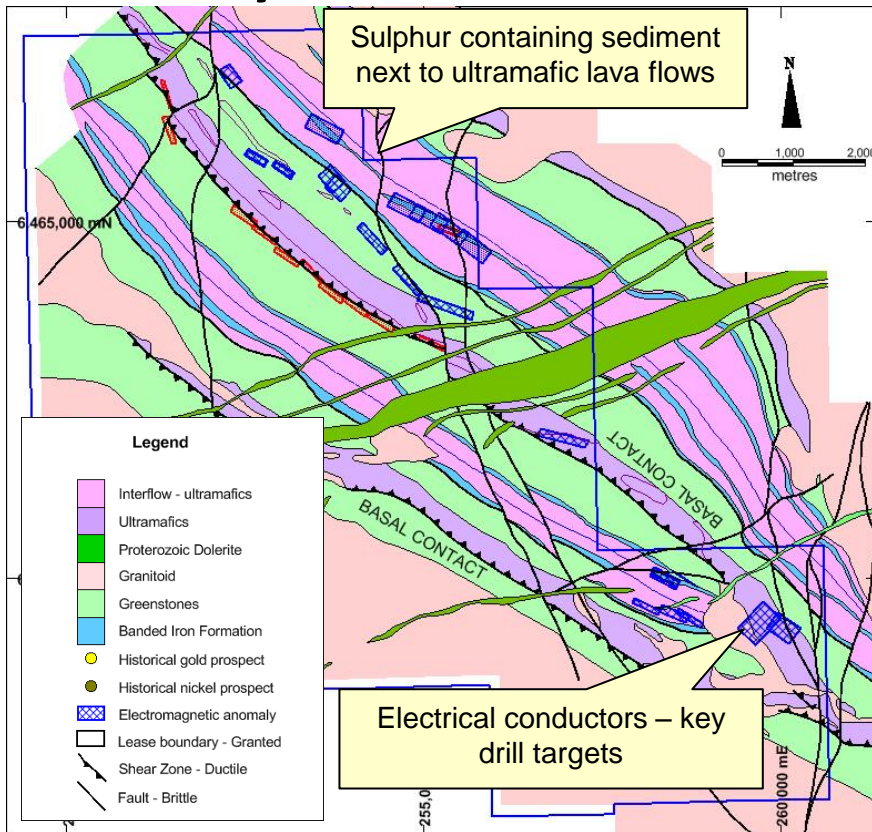 Sulphur containing sediment
next to ultramafic lava flows
N
0 1,000 2,000
metres
6,465,000 mN
BASAL CONTACT
BASAL CONTACT
Legend
Interflow - ultramafics
Ultramafics
Proterozoic Dolerite
Granitoid
Greenstones
Banded Iron Formation
Historical gold prospect
Historical nickel prospect
Electromagnetic anomaly
Lease boundary - Granted
Shear Zone - Ductile
Fault - Brittle
Electrical conductors – key
drill targets
260,000 mE